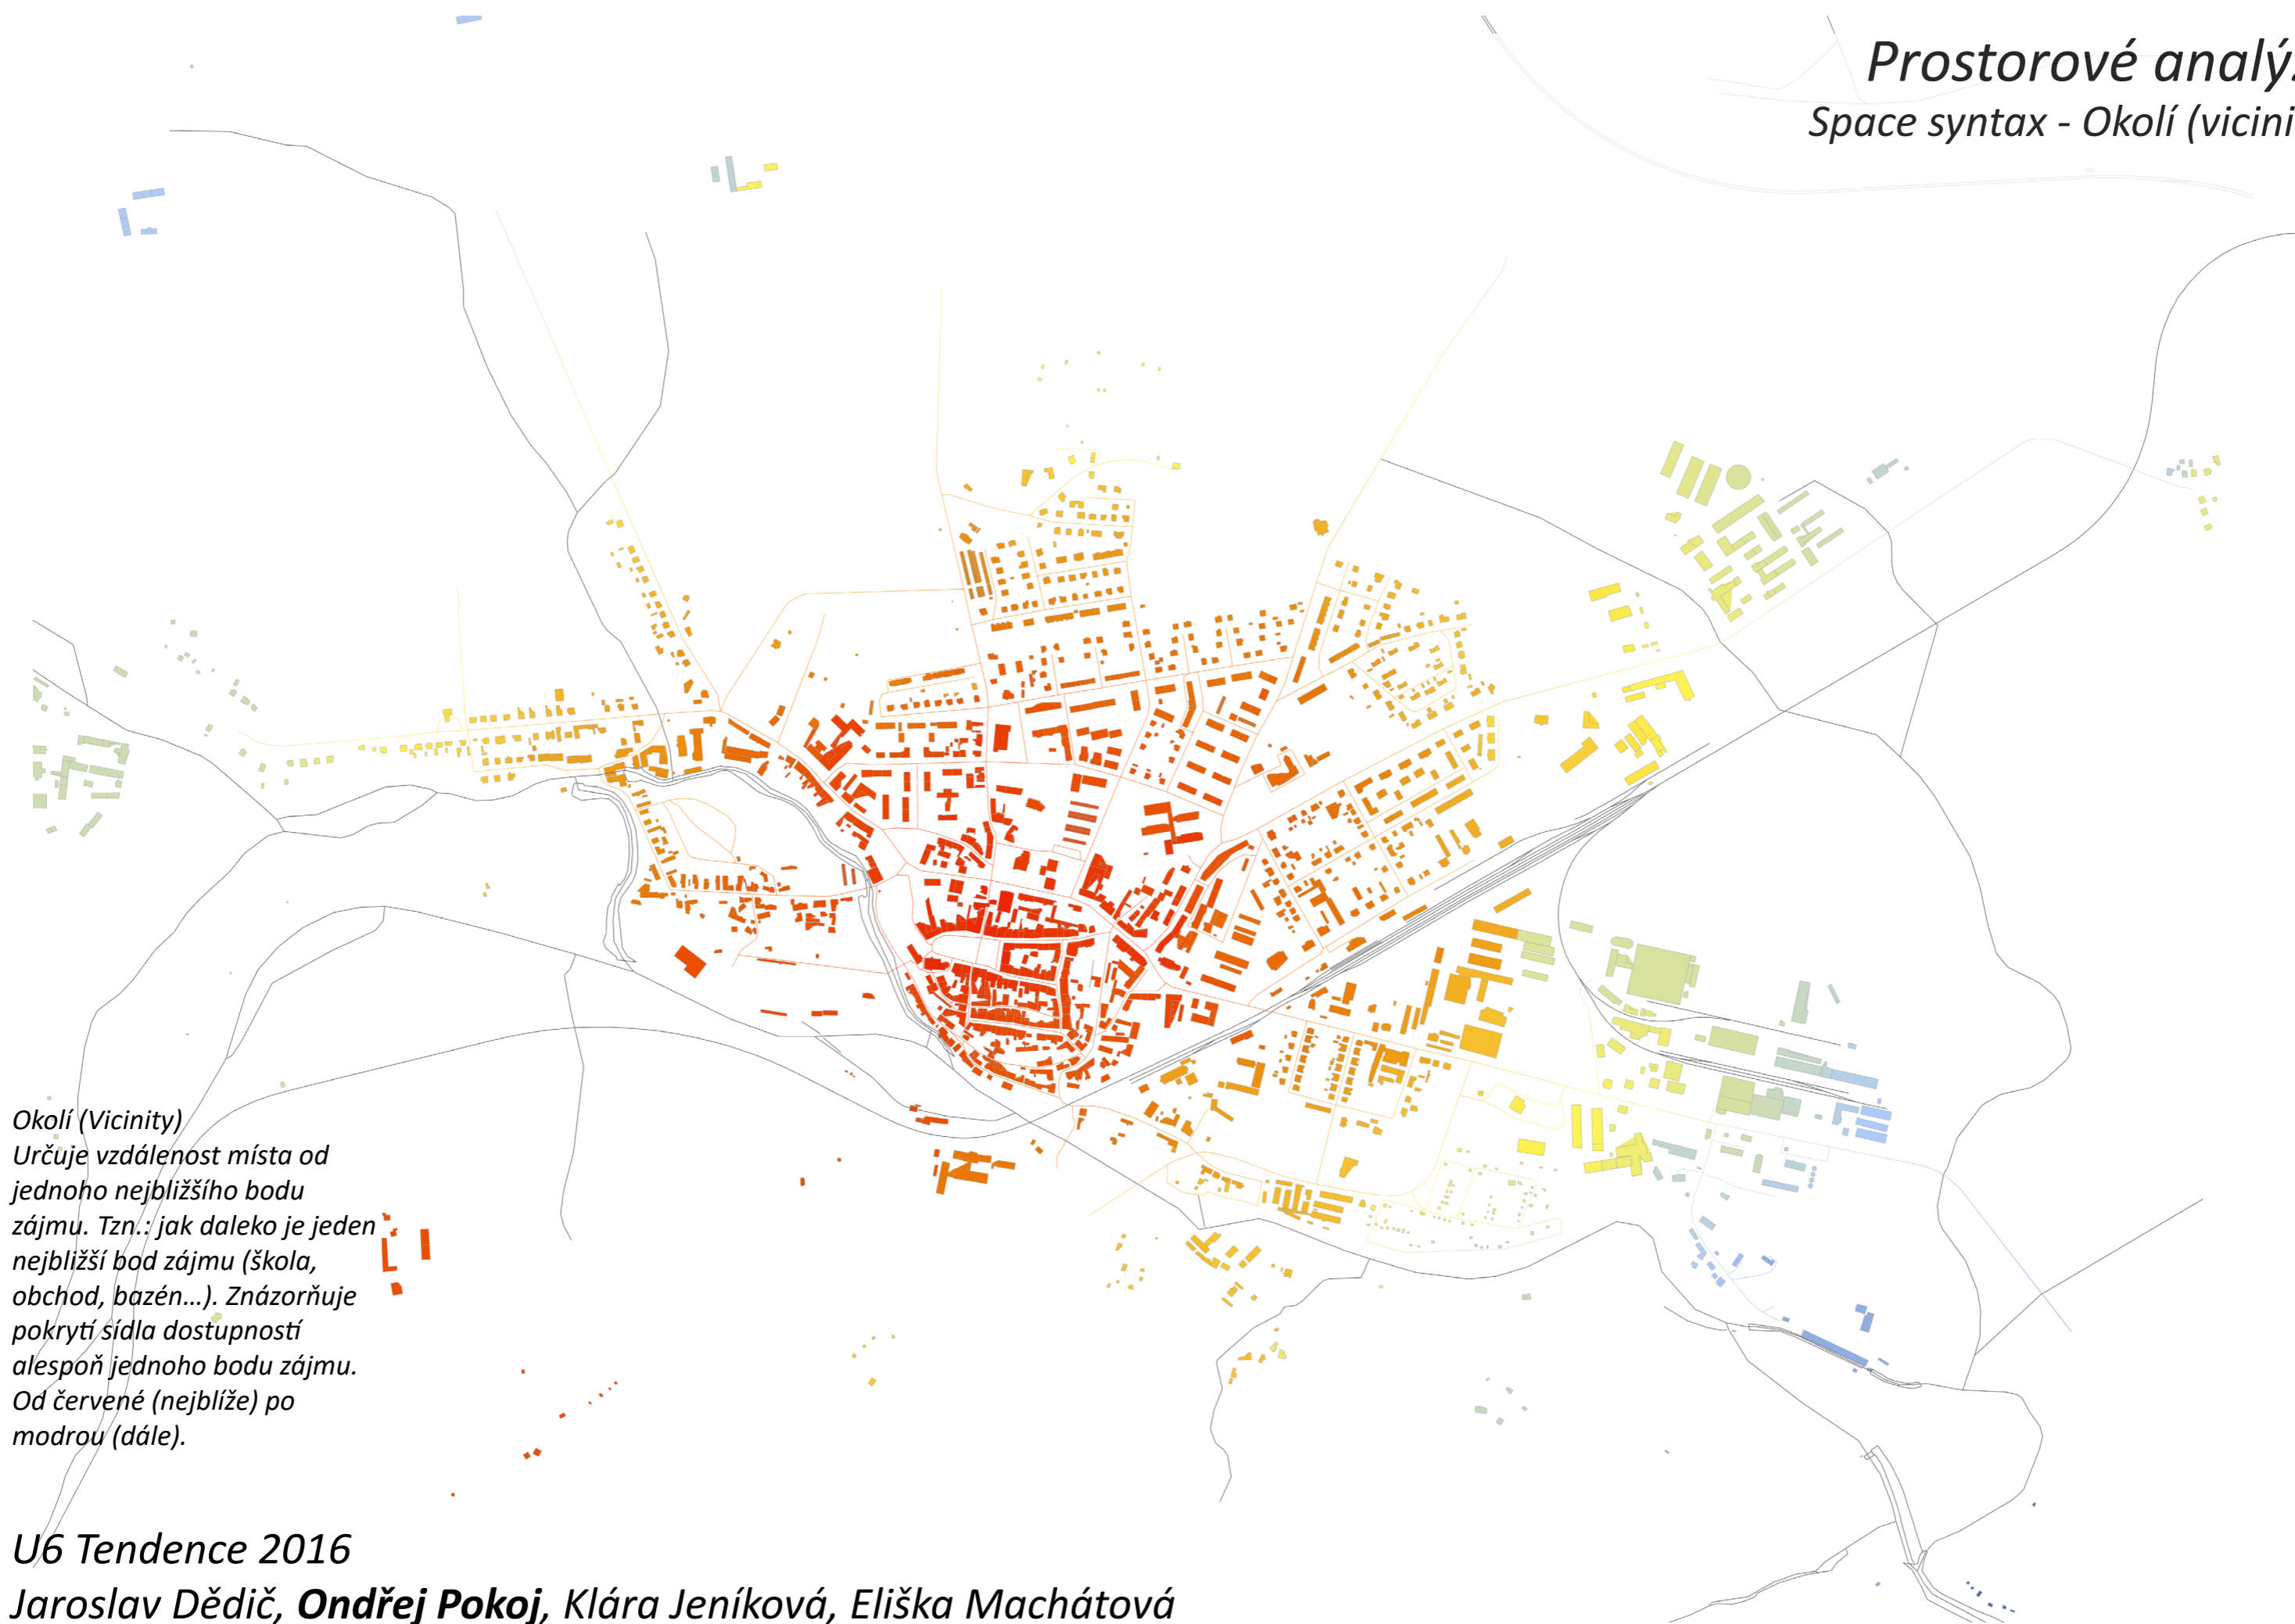 Prostorové analý
Space syntax - Okolí (vicini
Okolí (Vicinity)
Určuje vzdálenost místa od
jednoho nejbližšího bodu
zájmu. Tzn.: jak daleko je jeden
nejbližší bod zájmu (škola,
obchod, bazén...). Znázorňuje
pokrytí sídla dostupností
alespoň jednoho bodu zájmu.
Od červené (nejblíže) po
modrou (dále).
U6 Tendence 2016
Jaroslav Dědič, Ondřej Pokoj, Klára Jeníková, Eliška Machátová